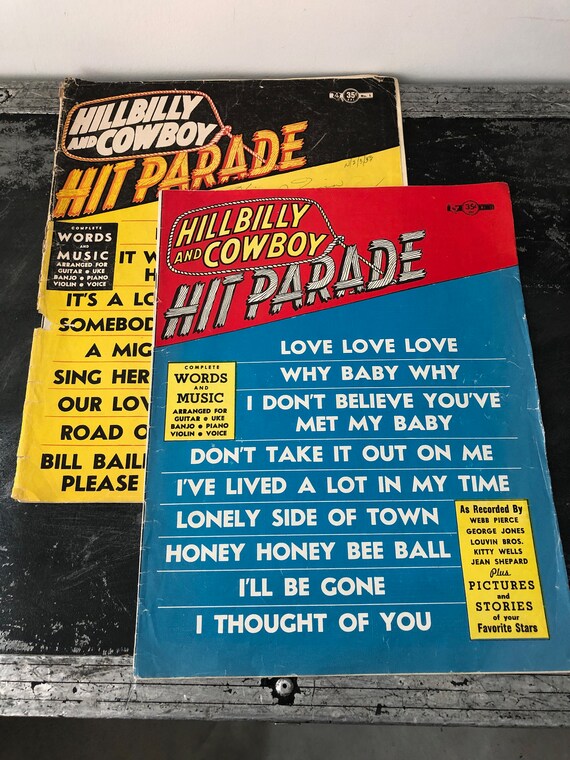 HILLBILLY
AND COWBOY
HIT PARADE
35¢
COMPLETE
WORDS
AND
MUSIC
ARRANGED FOR
GUITAR • UKE
BANJO • PIANO
VIOLIN • VOICE
IT W
H
IT'S A LO
SOMEBOD
A MIG
SING HER
OUR LOV
ROAD O
BILL BAIL
PLEASE
HILLBILLY
AND COWBOY
HIT PARADE
35¢
LOVE LOVE LOVE
WHY BABY WHY
I DON'T BELIEVE YOU'VE
MET MY BABY
DON'T TAKE IT OUT ON ME
I'VE LIVED A LOT IN MY TIME
LONELY SIDE OF TOWN
HONEY HONEY BEE BALL
I'LL BE GONE
I THOUGHT OF YOU
COMPLETE
WORDS
AND
MUSIC
ARRANGED FOR
GUITAR • UKE
BANJO • PIANO
VIOLIN • VOICE
As Recorded By
WEBB PIERCE
GEORGE JONES
LOUVIN BROS.
KITTY WELLS
JEAN SHEPARD
Plus
PICTURES
and
STORIES
of your
Favorite Stars